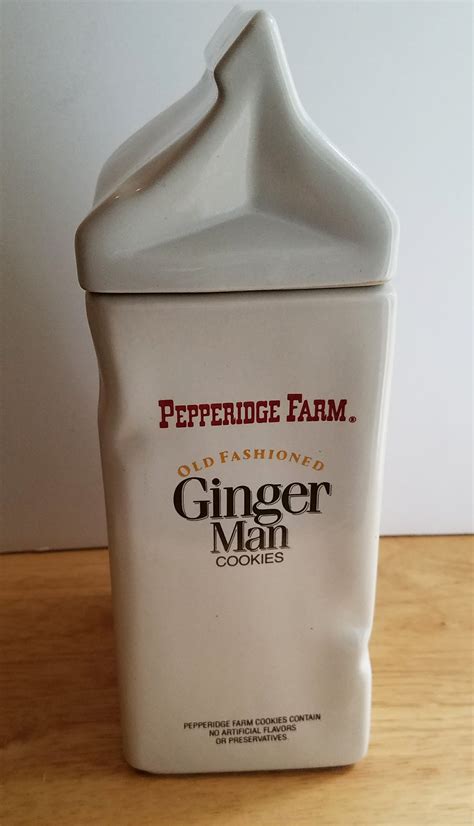 PEPPERIDGE FARM®
OLD FASHIONED
Ginger
Man
COOKIES
PEPPERIDGE FARM COOKIES CONTAIN
NO ARTIFICIAL FLAVORS
OR PRESERVATIVES.